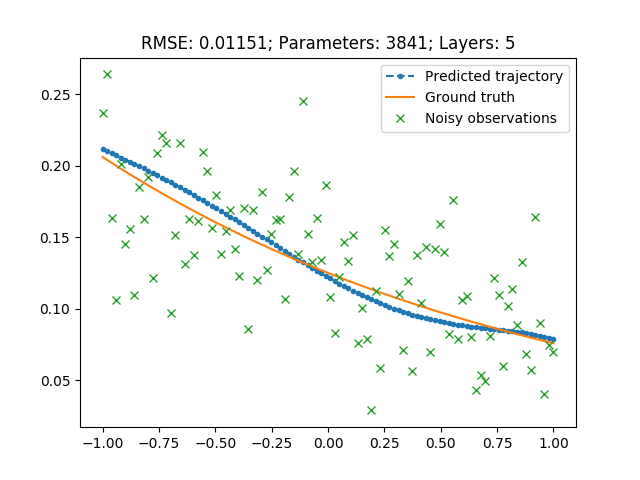 RMSE: 0.01151; Parameters: 3841; Layers: 5
Predicted trajectory
Ground truth
Noisy observations
0.25
0.20
0.15
0.10
0.05
−1.00 −0.75 −0.50 −0.25 0.00 0.25 0.50 0.75 1.00